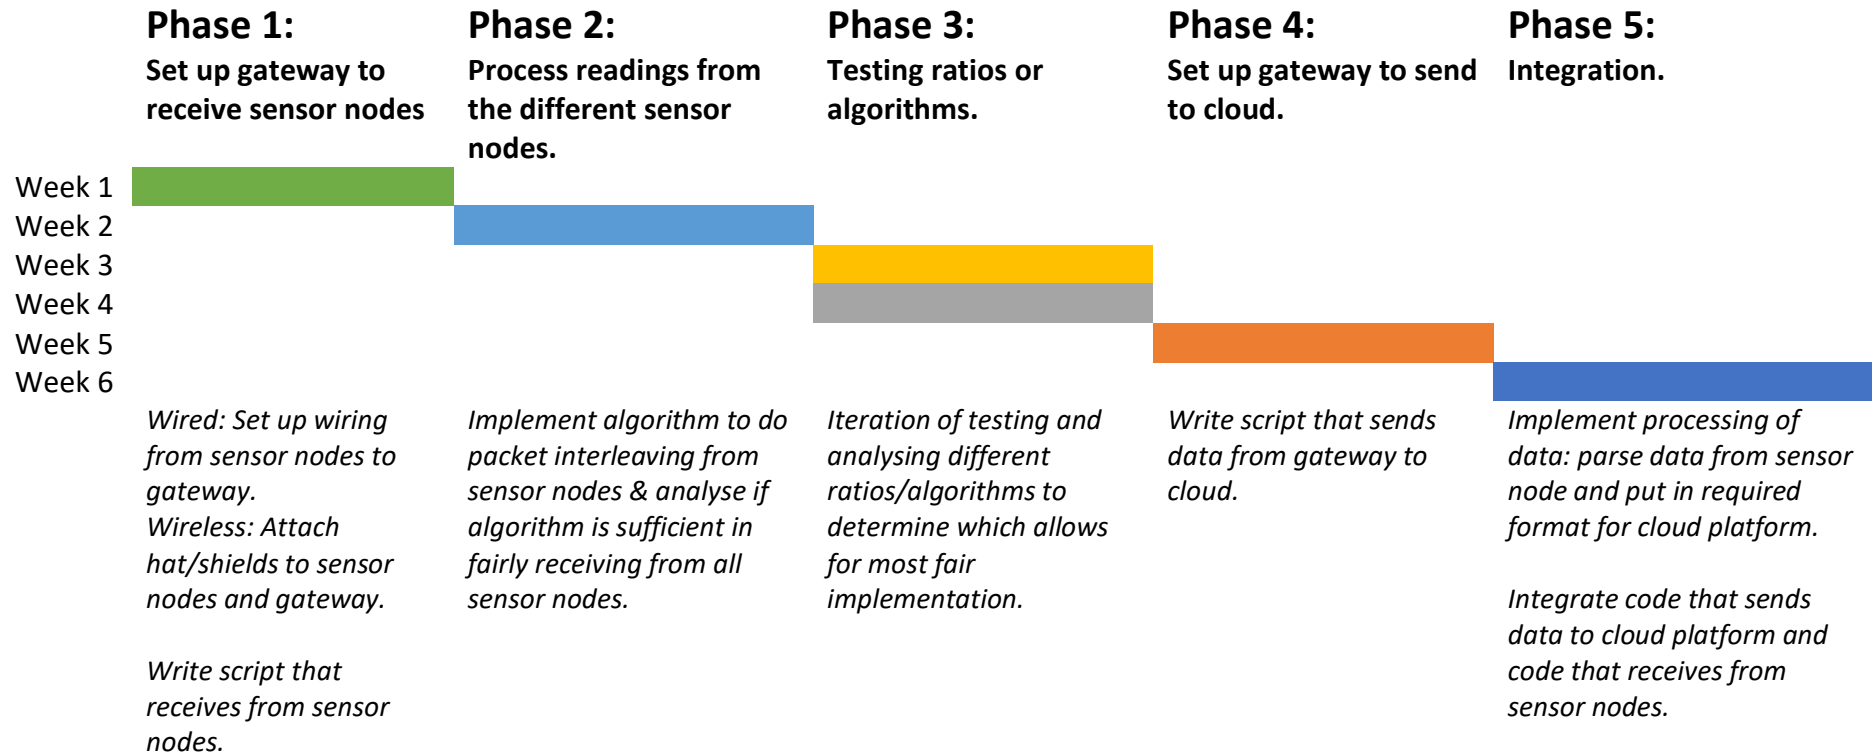 Phase 1:
Set up gateway to
receive sensor nodes
Phase 2:
Process readings from
the different sensor
nodes.
Phase 3:
Testing ratios or
algorithms.
Phase 4:
Set up gateway to send
to cloud.
Phase 5:
Integration.
Week 1
Week 2
Week 3
Week 4
Week 5
Week 6
Wired: Set up wiring
from sensor nodes to
gateway.
Wireless: Attach
hat/shields to sensor
nodes and gateway.
Write script that
receives from sensor
nodes.
Implement algorithm to do
packet interleaving from
sensor nodes & analyse if
algorithm is sufficient in
fairly receiving from all
sensor nodes.
Iteration of testing and
analysing different
ratios/algorithms to
determine which allows
for most fair
implementation.
Write script that sends
data from gateway to
cloud.
Implement processing of
data: parse data from sensor
node and put in required
format for cloud platform.
Integrate code that sends
data to cloud platform and
code that receives from
sensor nodes.